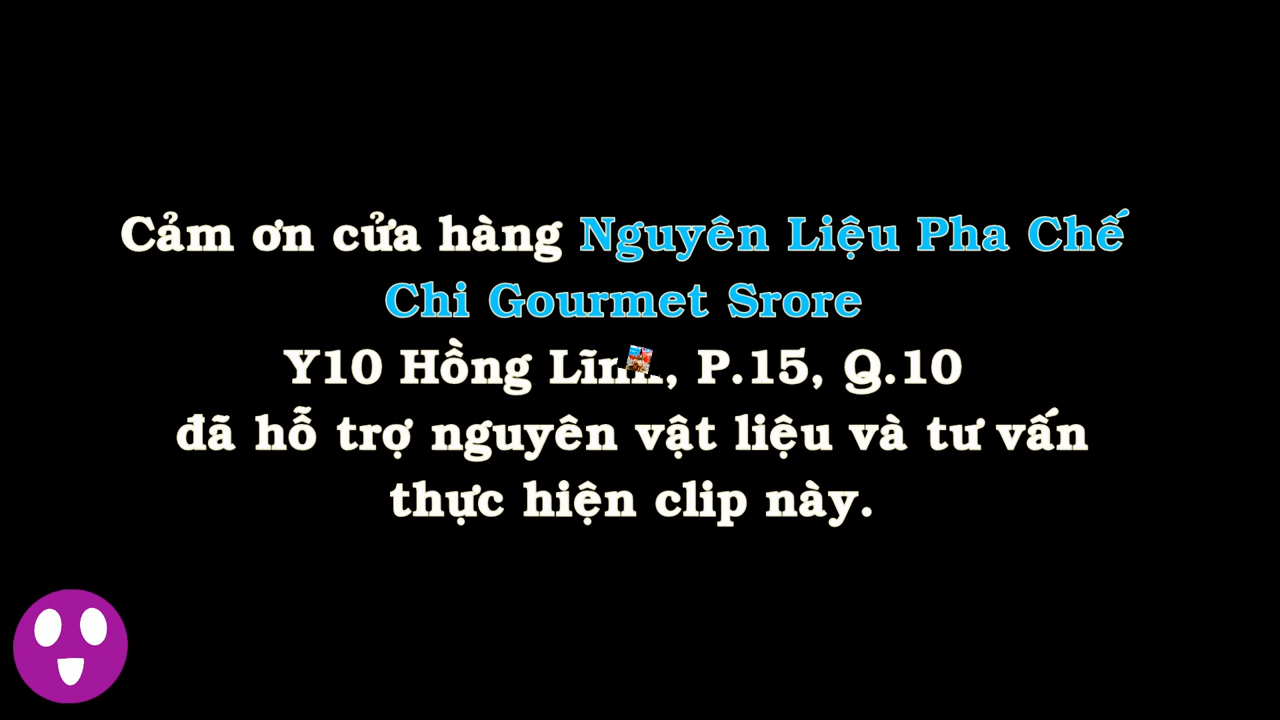 Cảm ơn cửa hàng Nguyên Liệu Pha Chế
Chi Gourmet Srore
Y10 Hồng Lĩnh, P.15, Q.10
đã hỗ trợ nguyên vật liệu và tư vấn
thực hiện clip này.